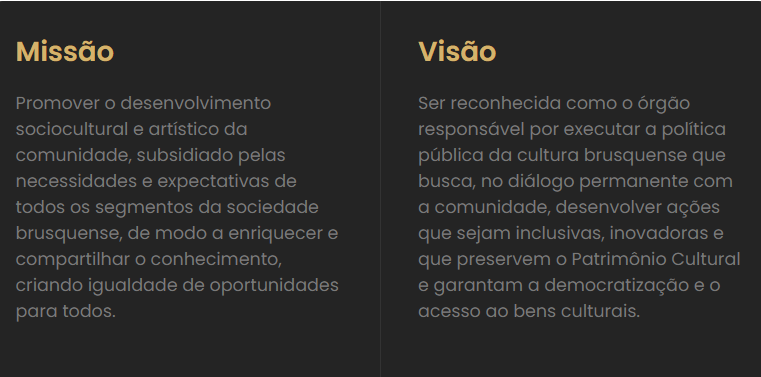 Missão
Promover o desenvolvimento
sociocultural e artístico da
comunidade, subsidiado pelas
necessidades e expectativas de
todos os segmentos da sociedade
brusquense, de modo a enriquecer e
compartilhar o conhecimento,
criando igualdade de oportunidades
para todos.
Visão
Ser reconhecida como o órgão
responsável por executar a política
pública da cultura brusquense que
busca, no diálogo permanente com
a comunidade, desenvolver ações
que sejam inclusivas, inovadoras e
que preservem o Patrimônio Cultural
e garantam a democratização e o
acesso ao bens culturais.